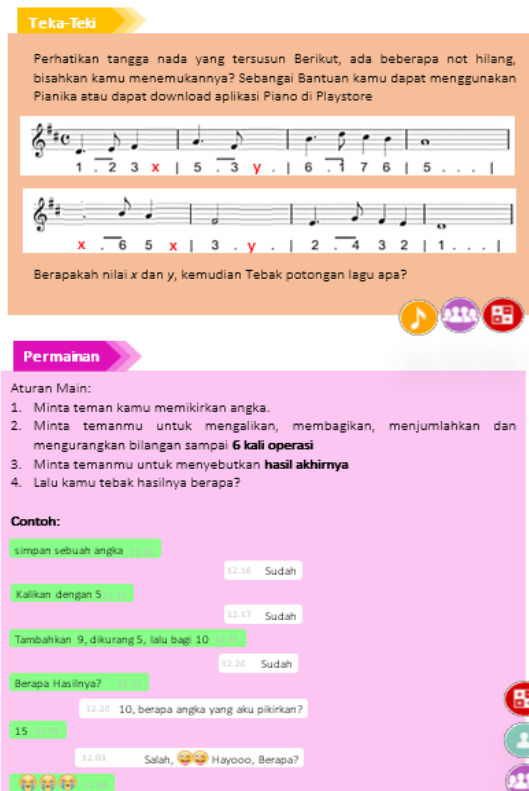 Teka-Teki
Perhatikan tangga nada yang tersusun Berikut, ada beberapa not hilang,
bisahkan kamu menemukannya? Sebangai Bantuan kamu dapat menggunakan
Pianika atau dapat download aplikasi Piano di Playstore
1 . 2 3 x | 5 . 3 y . | 6 . 1 7 6 | 5 . . . |
x . 6 5 x | 3 . y . | 2 . 4 3 2 | 1 . . . |
Berapakah nilai x dan y, kemudian Tebak potongan lagu apa?
Permainan
Aturan Main:
1. Minta teman kamu memikirkan angka.
2. Minta temanmu untuk mengalikan, membagikan, menjumlahkan dan
mengurangkan bilangan sampai 6 kali operasi
3. Minta temanmu untuk menyebutkan hasil akhirnya
4. Lalu kamu tebak hasilnya berapa?
Contoh:
simpan sebuah angka
12.16 Sudah
Kalikan dengan 5
12.17 Sudah
Tambahkan 9, dikurang 5, lalu bagi 10
12.20 Sudah
Berapa Hasilnya?
12.20 10, berapa angka yang aku pikirkan?
15
12.03 Salah, Hayooo, Berapa?